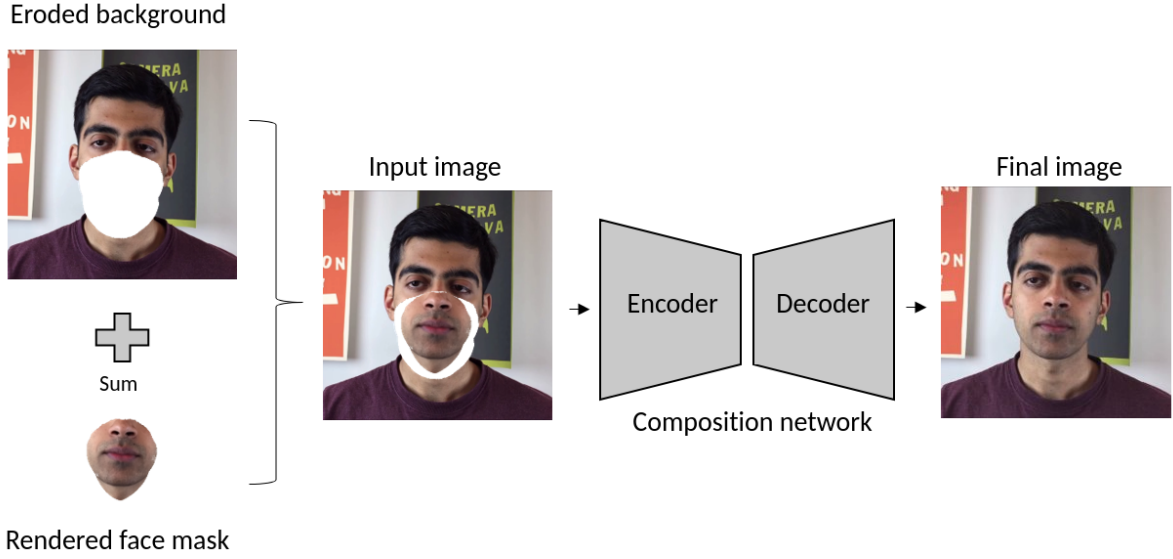 Eroded background
Sum
Rendered face mask
Input image
Encoder
Decoder
Composition network
Final image